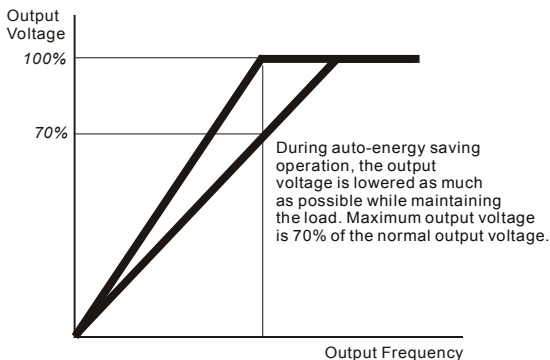 Output
Voltage
100%
70%
During auto-energy saving
operation, the output
voltage is lowered as much
as possible while maintaining
the load. Maximum output voltage
is 70% of the normal output voltage.
Output Frequency